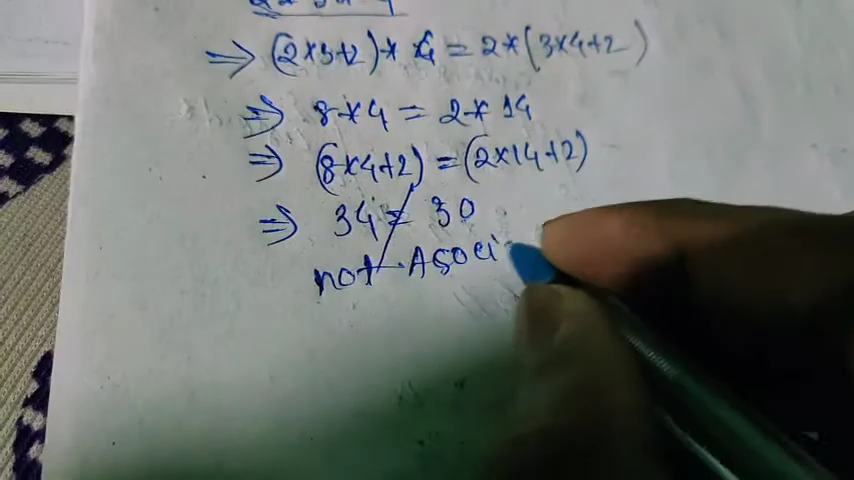 ⇒ (2×3+2) * 4 = 2 * (3×4+2)
⇒ 8 * 4 = 2 * 14
⇒ (8×4+2) = (2×14+2)
⇒ 34 ≠ 30
not Asoci